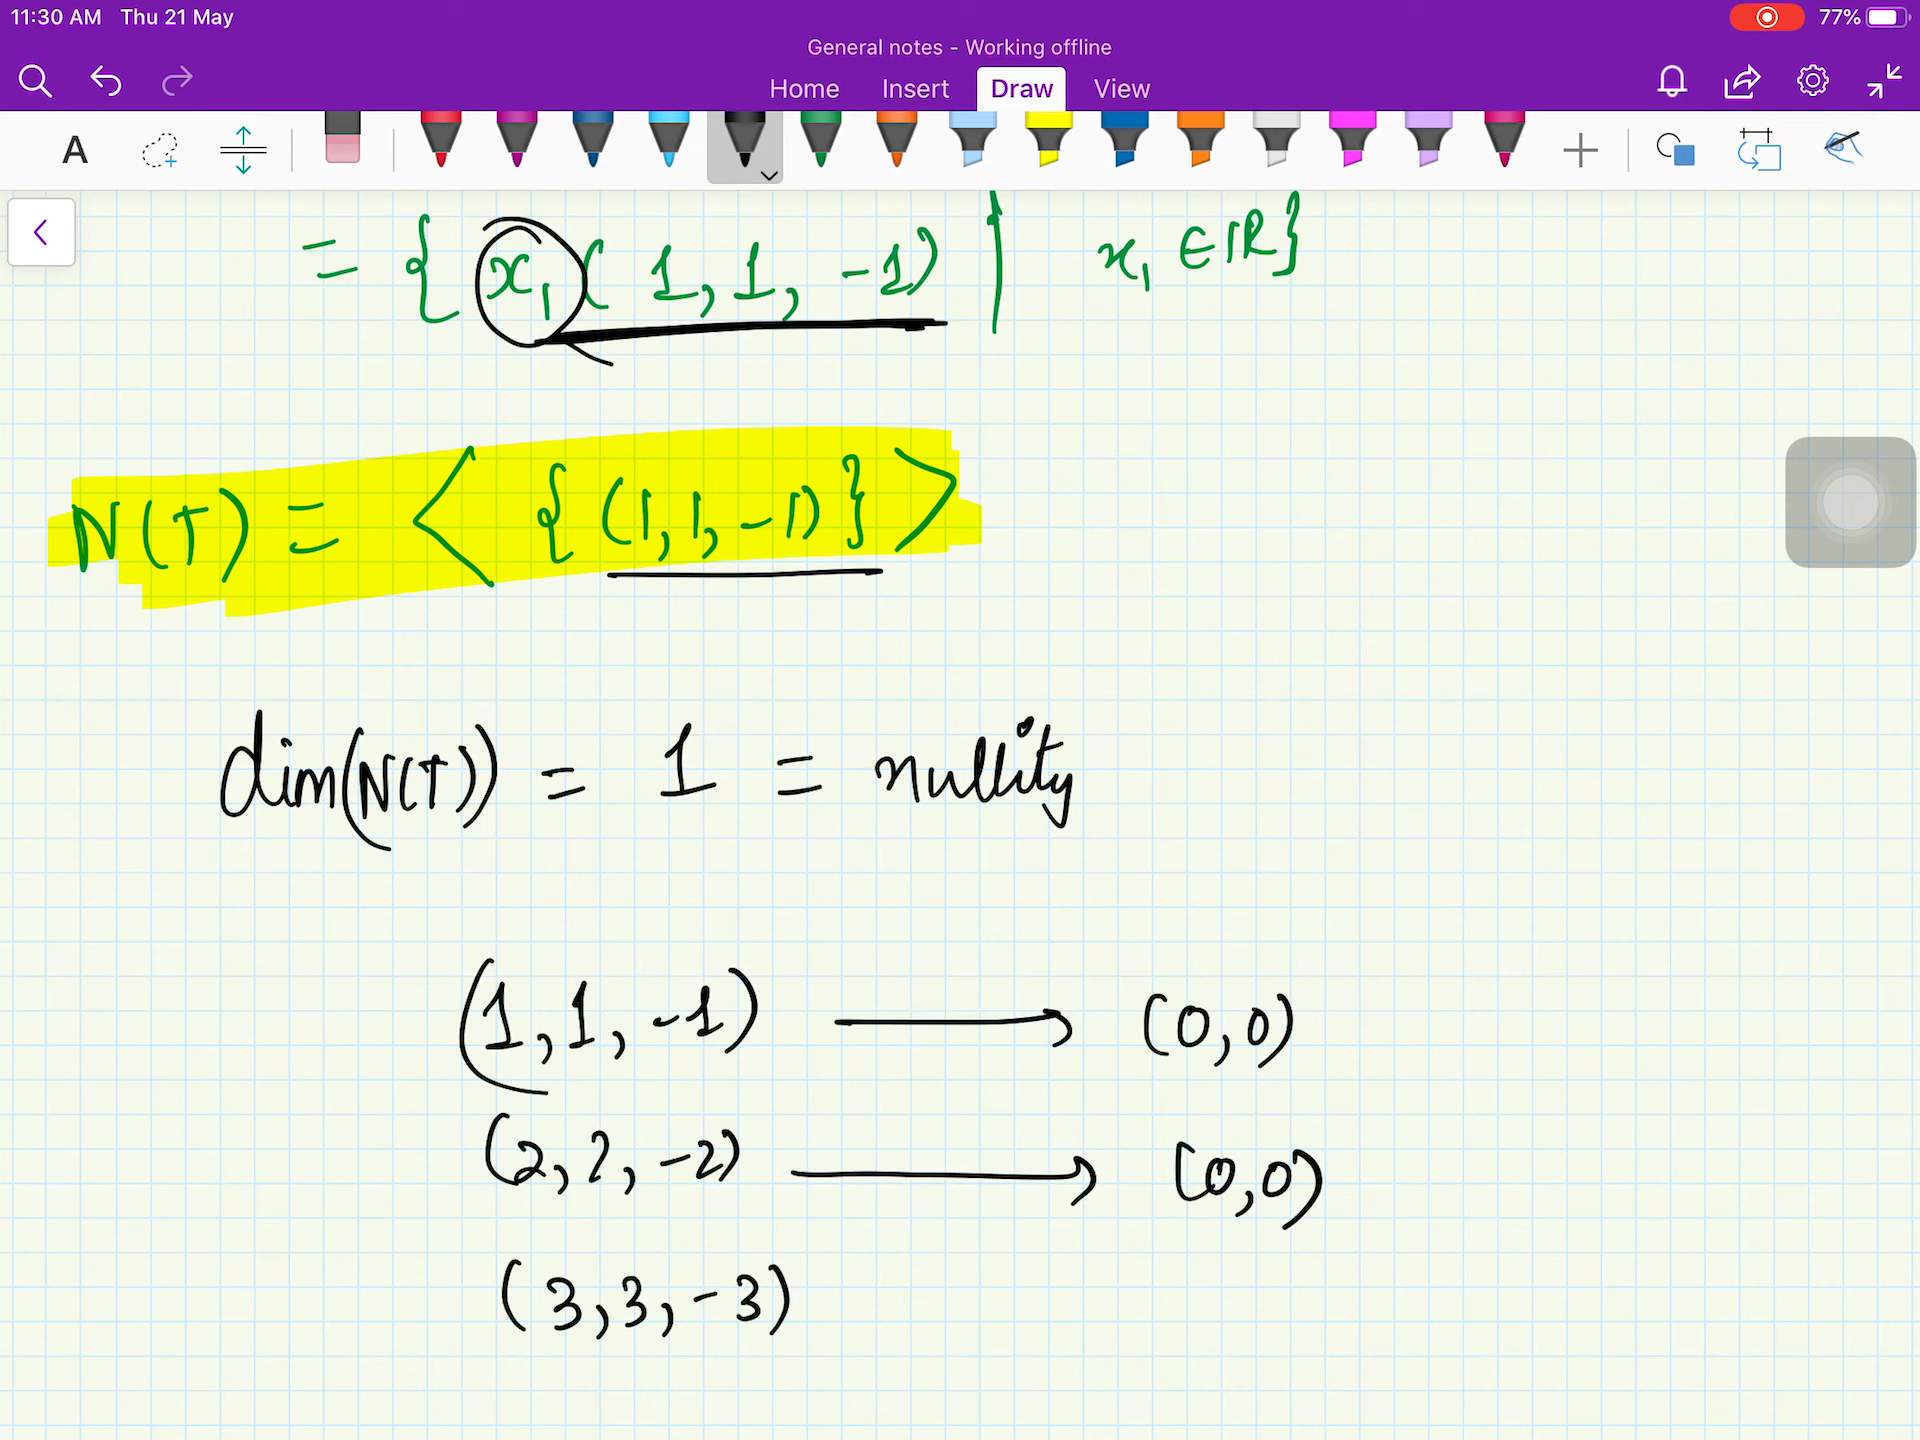 11:30 AM Thu 21 May 77%
General notes - Working offline
Home Insert Draw View
A
= { x₁ ( 1, 1, -1) | x₁ ∈ ℝ}
N(T) = < { (1, 1, -1) } >
dim(N(T)) = 1 = nullity
(1, 1, -1) ⟶ (0, 0)
(2, 2, -2) ⟶ (0, 0)
(3, 3, -3)